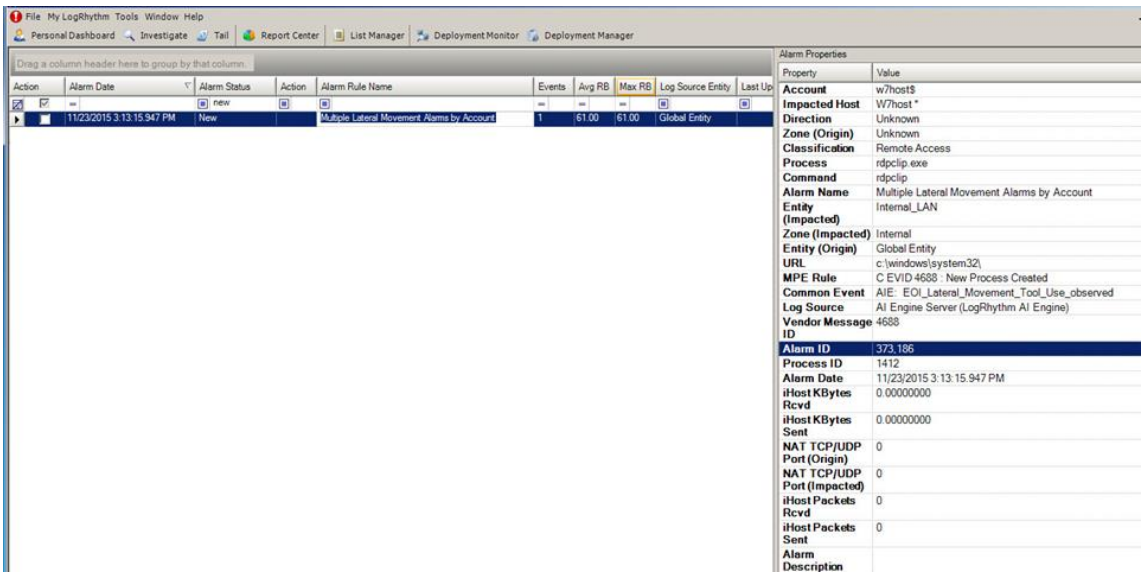 File My LogRhythm Tools Window Help
Personal Dashboard Investigate Tail Report Center List Manager Deployment Monitor Deployment Manager
Drag a column header here to group by that column.
Action Alarm Date Alarm Status Action Alarm Rule Name Events Avg RB Max RB Log Source Entity Last Up
= new = = =
11/23/2015 3:13:15.947 PM New Multiple Lateral Movement Alarms by Account 1 61.00 61.00 Global Entity
Alarm Properties
Property Value
Account w7host$
Impacted Host W7host *
Direction Unknown
Zone (Origin) Unknown
Classification Remote Access
Process rdpclip.exe
Command rdpclip
Alarm Name Multiple Lateral Movement Alarms by Account
Entity Internal_LAN
(Impacted)
Zone (Impacted) Internal
Entity (Origin) Global Entity
URL c:\windows\system32\
MPE Rule C EVID 4688 : New Process Created
Common Event AIE: EOI_Lateral_Movement_Tool_Use_observed
Log Source AI Engine Server (LogRhythm AI Engine)
Vendor Message 4688
ID
Alarm ID 373,186
Process ID 1412
Alarm Date 11/23/2015 3:13:15.947 PM
iHost KBytes 0.00000000
Rcvd
iHost KBytes 0.00000000
Sent
NAT TCP/UDP 0
Port (Origin)
NAT TCP/UDP 0
Port (Impacted)
iHost Packets 0
Rcvd
iHost Packets 0
Sent
Alarm
Description